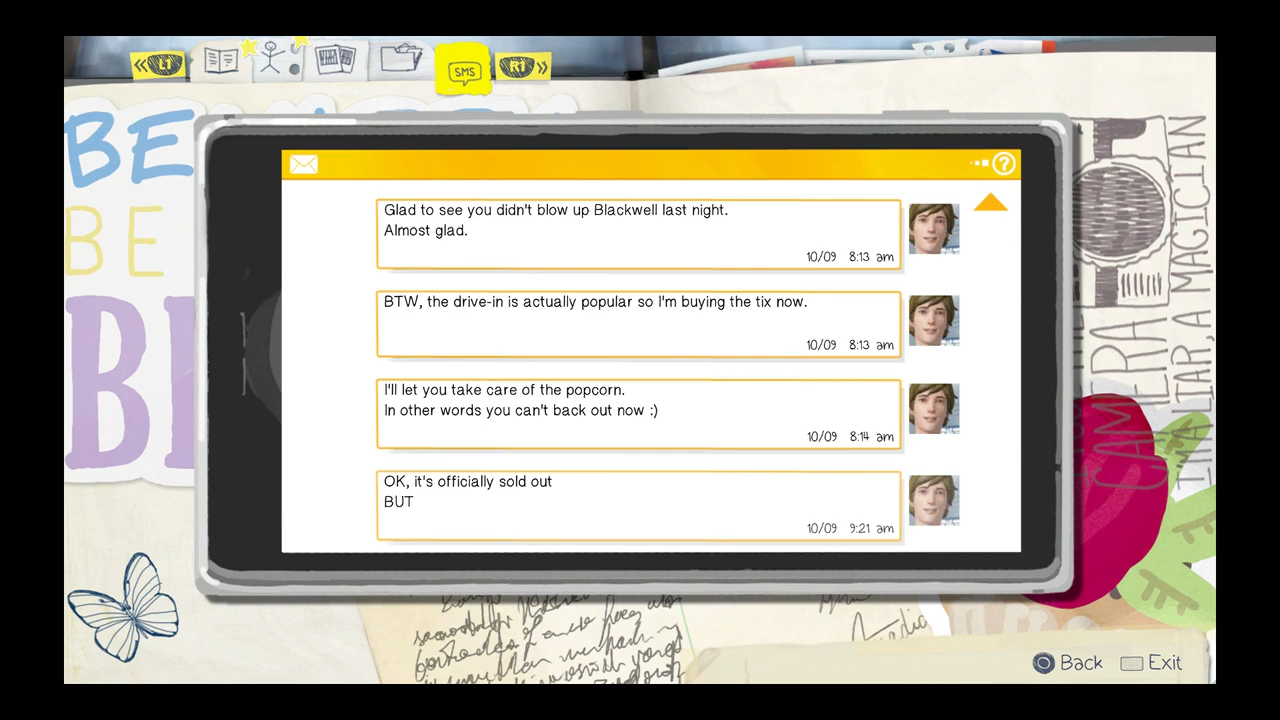 LT
SMS
R1
BE
BE
BE
Glad to see you didn't blow up Blackwell last night.
Almost glad.
10/09 8:13 am
BTW, the drive-in is actually popular so I'm buying the tix now.
10/09 8:13 am
I'll let you take care of the popcorn.
In other words you can't back out now :)
10/09 8:14 am
OK, it's officially sold out
BUT
10/09 9:21 am
CAMERA
A MAGICIAN
Back
Exit